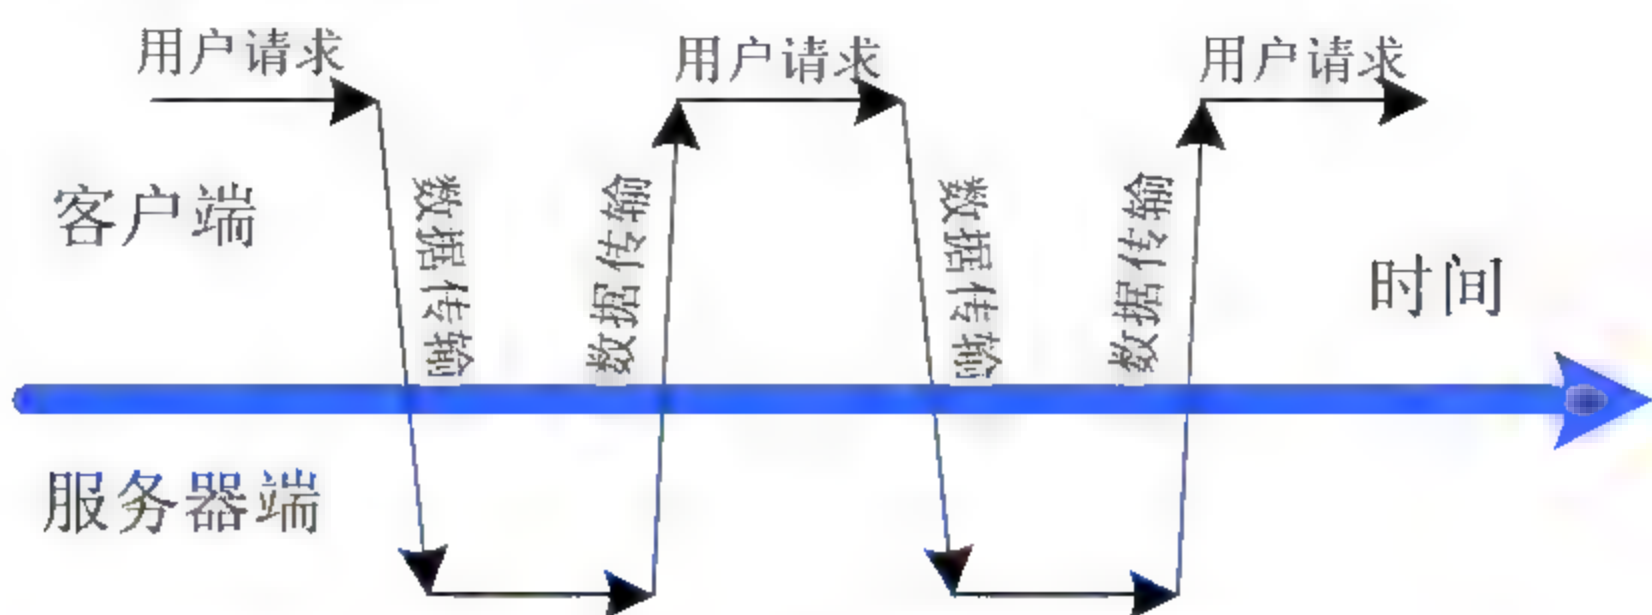 用户请求
用户请求
用户请求
客户端
数据传输
数据传输
数据传输
数据传输
时间
服务器端